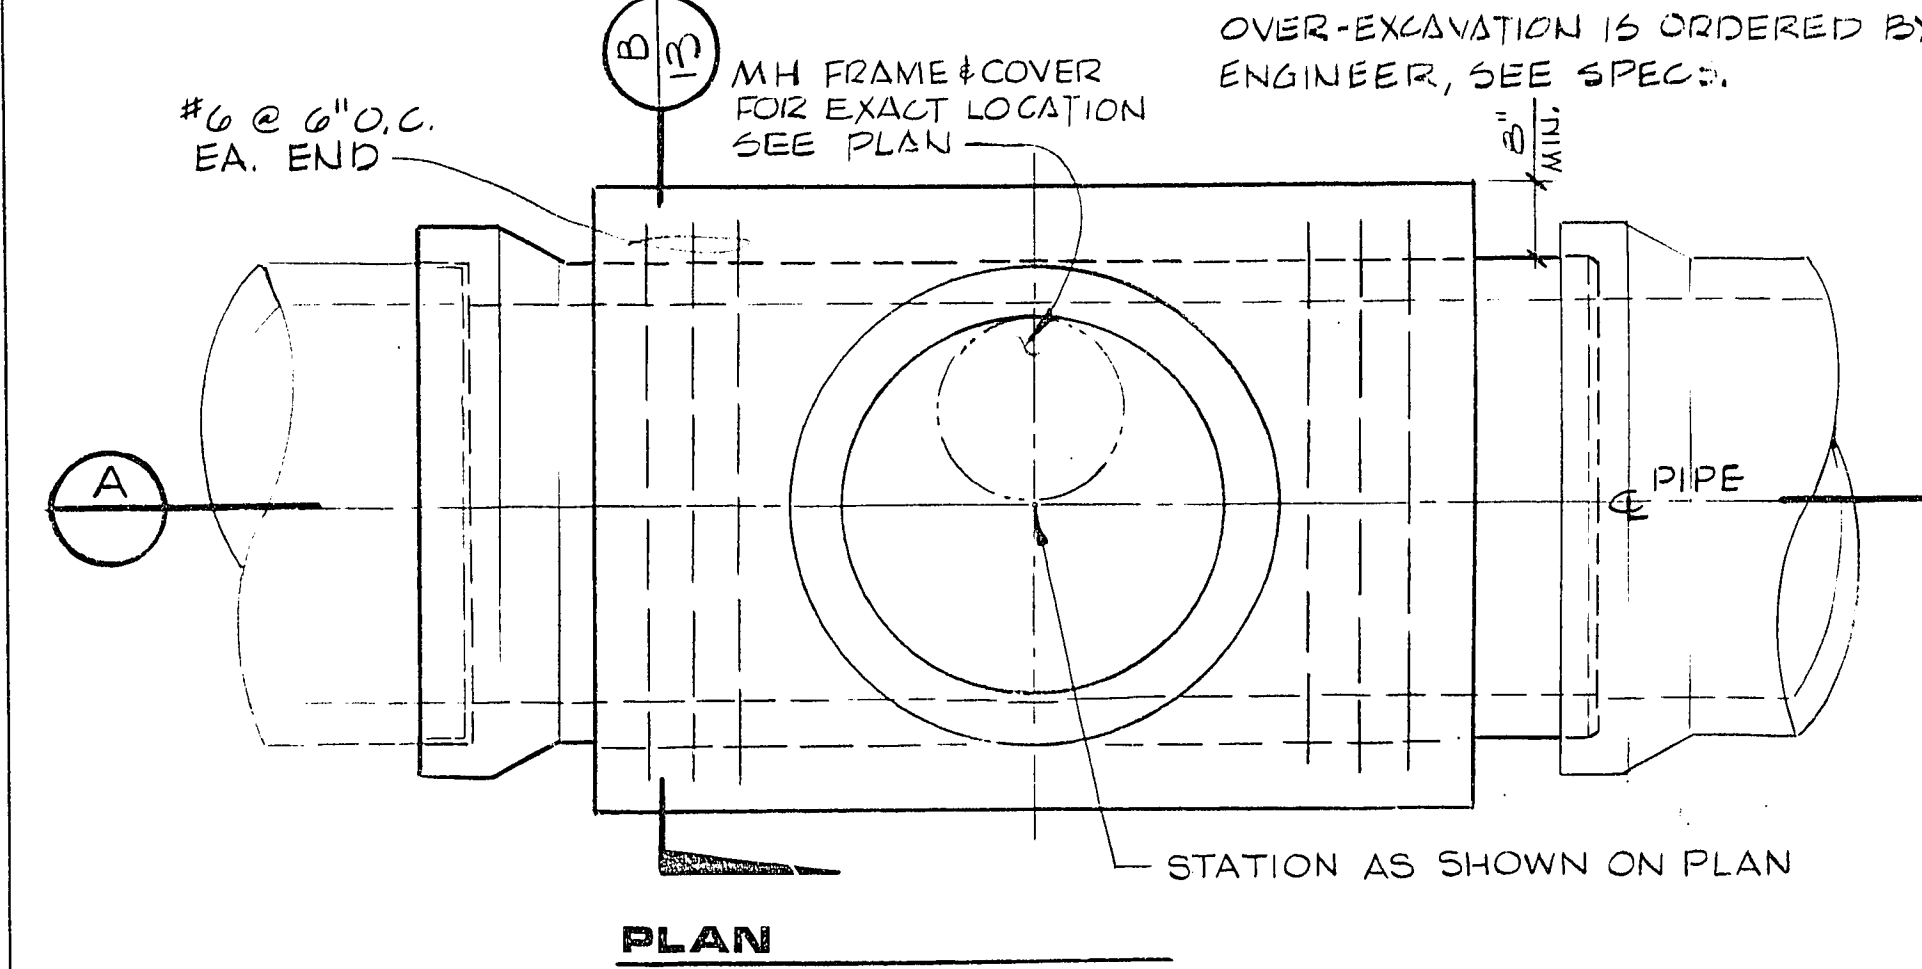 OVER-EXCAVATION IS ORDERED BY
ENGINEER, SEE SPECS.
B
13
MH FRAME & COVER
FOR EXACT LOCATION
SEE PLAN
#6 @ 6" O.C.
EA. END
MIN.
A
℄ PIPE
STATION AS SHOWN ON PLAN
PLAN